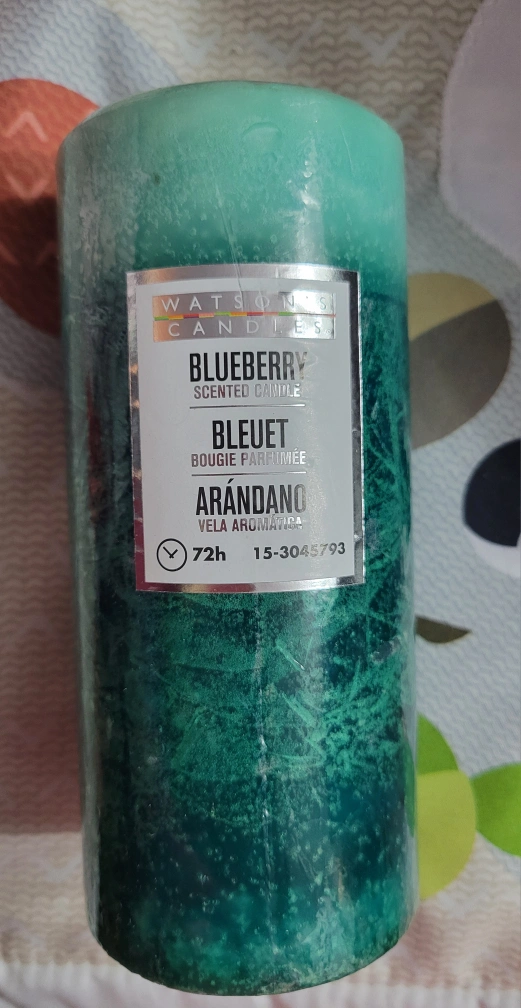 WATSON'S
CANDLES
BLUEBERRY
SCENTED CANDLE
BLEUET
BOUGIE PARFUMÉE
ARÁNDANO
VELA AROMÁTICA
72h 15-3045793